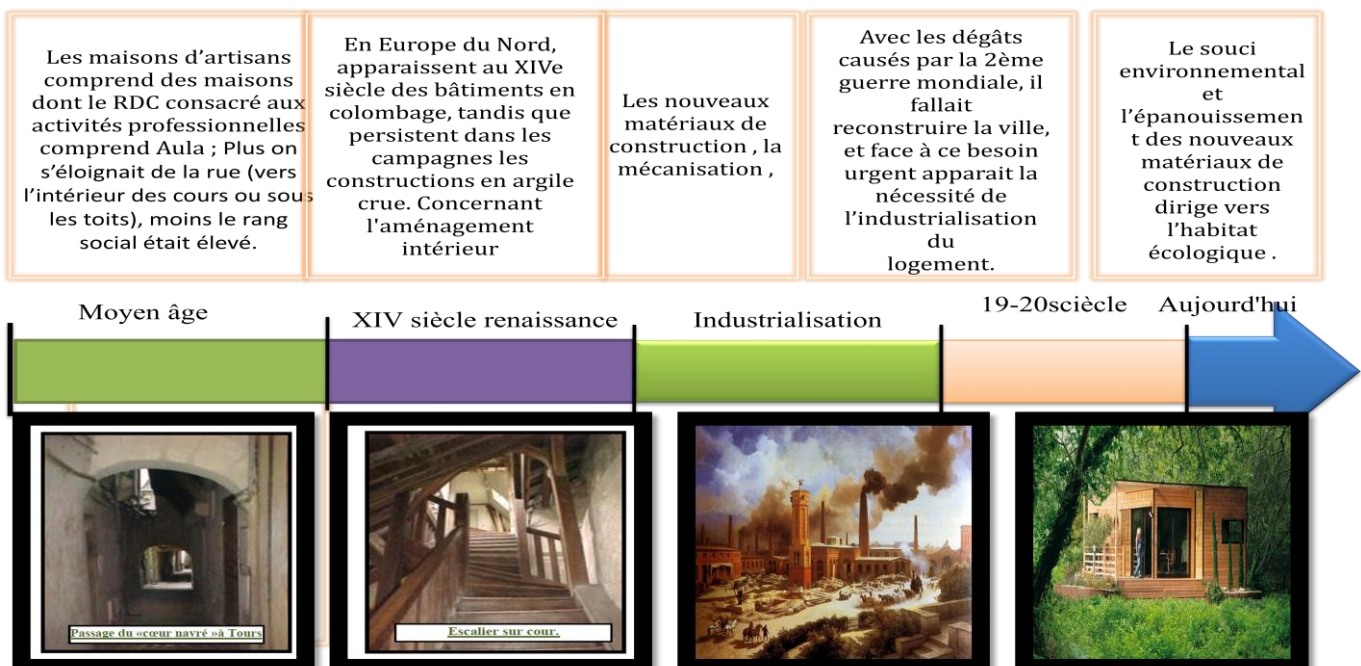 Les maisons d’artisans
comprend des maisons
dont le RDC consacré aux
activités professionnelles
comprend Aula ; Plus on
s’éloignait de la rue (vers
l’intérieur des cours ou sous
les toits), moins le rang
social était élevé.
En Europe du Nord,
apparaissent au XIVe
siècle des bâtiments en
colombage, tandis que
persistent dans les
campagnes les
constructions en argile
crue. Concernant
l'aménagement
intérieur
Les nouveaux
matériaux de
construction , la
mécanisation ,
Avec les dégâts
causés par la 2ème
guerre mondiale, il
fallait
reconstruire la ville,
et face à ce besoin
urgent apparait la
nécessité de
l’industrialisation
du
logement.
Le souci
environnemental
et
l’épanouissemen
t des nouveaux
matériaux de
construction
dirige vers
l’habitat
écologique .
Moyen âge
XIV siècle renaissance
Industrialisation
19-20sciècle
Aujourd'hui
Passage du «cœur navré »à Tours
Escalier sur cour.